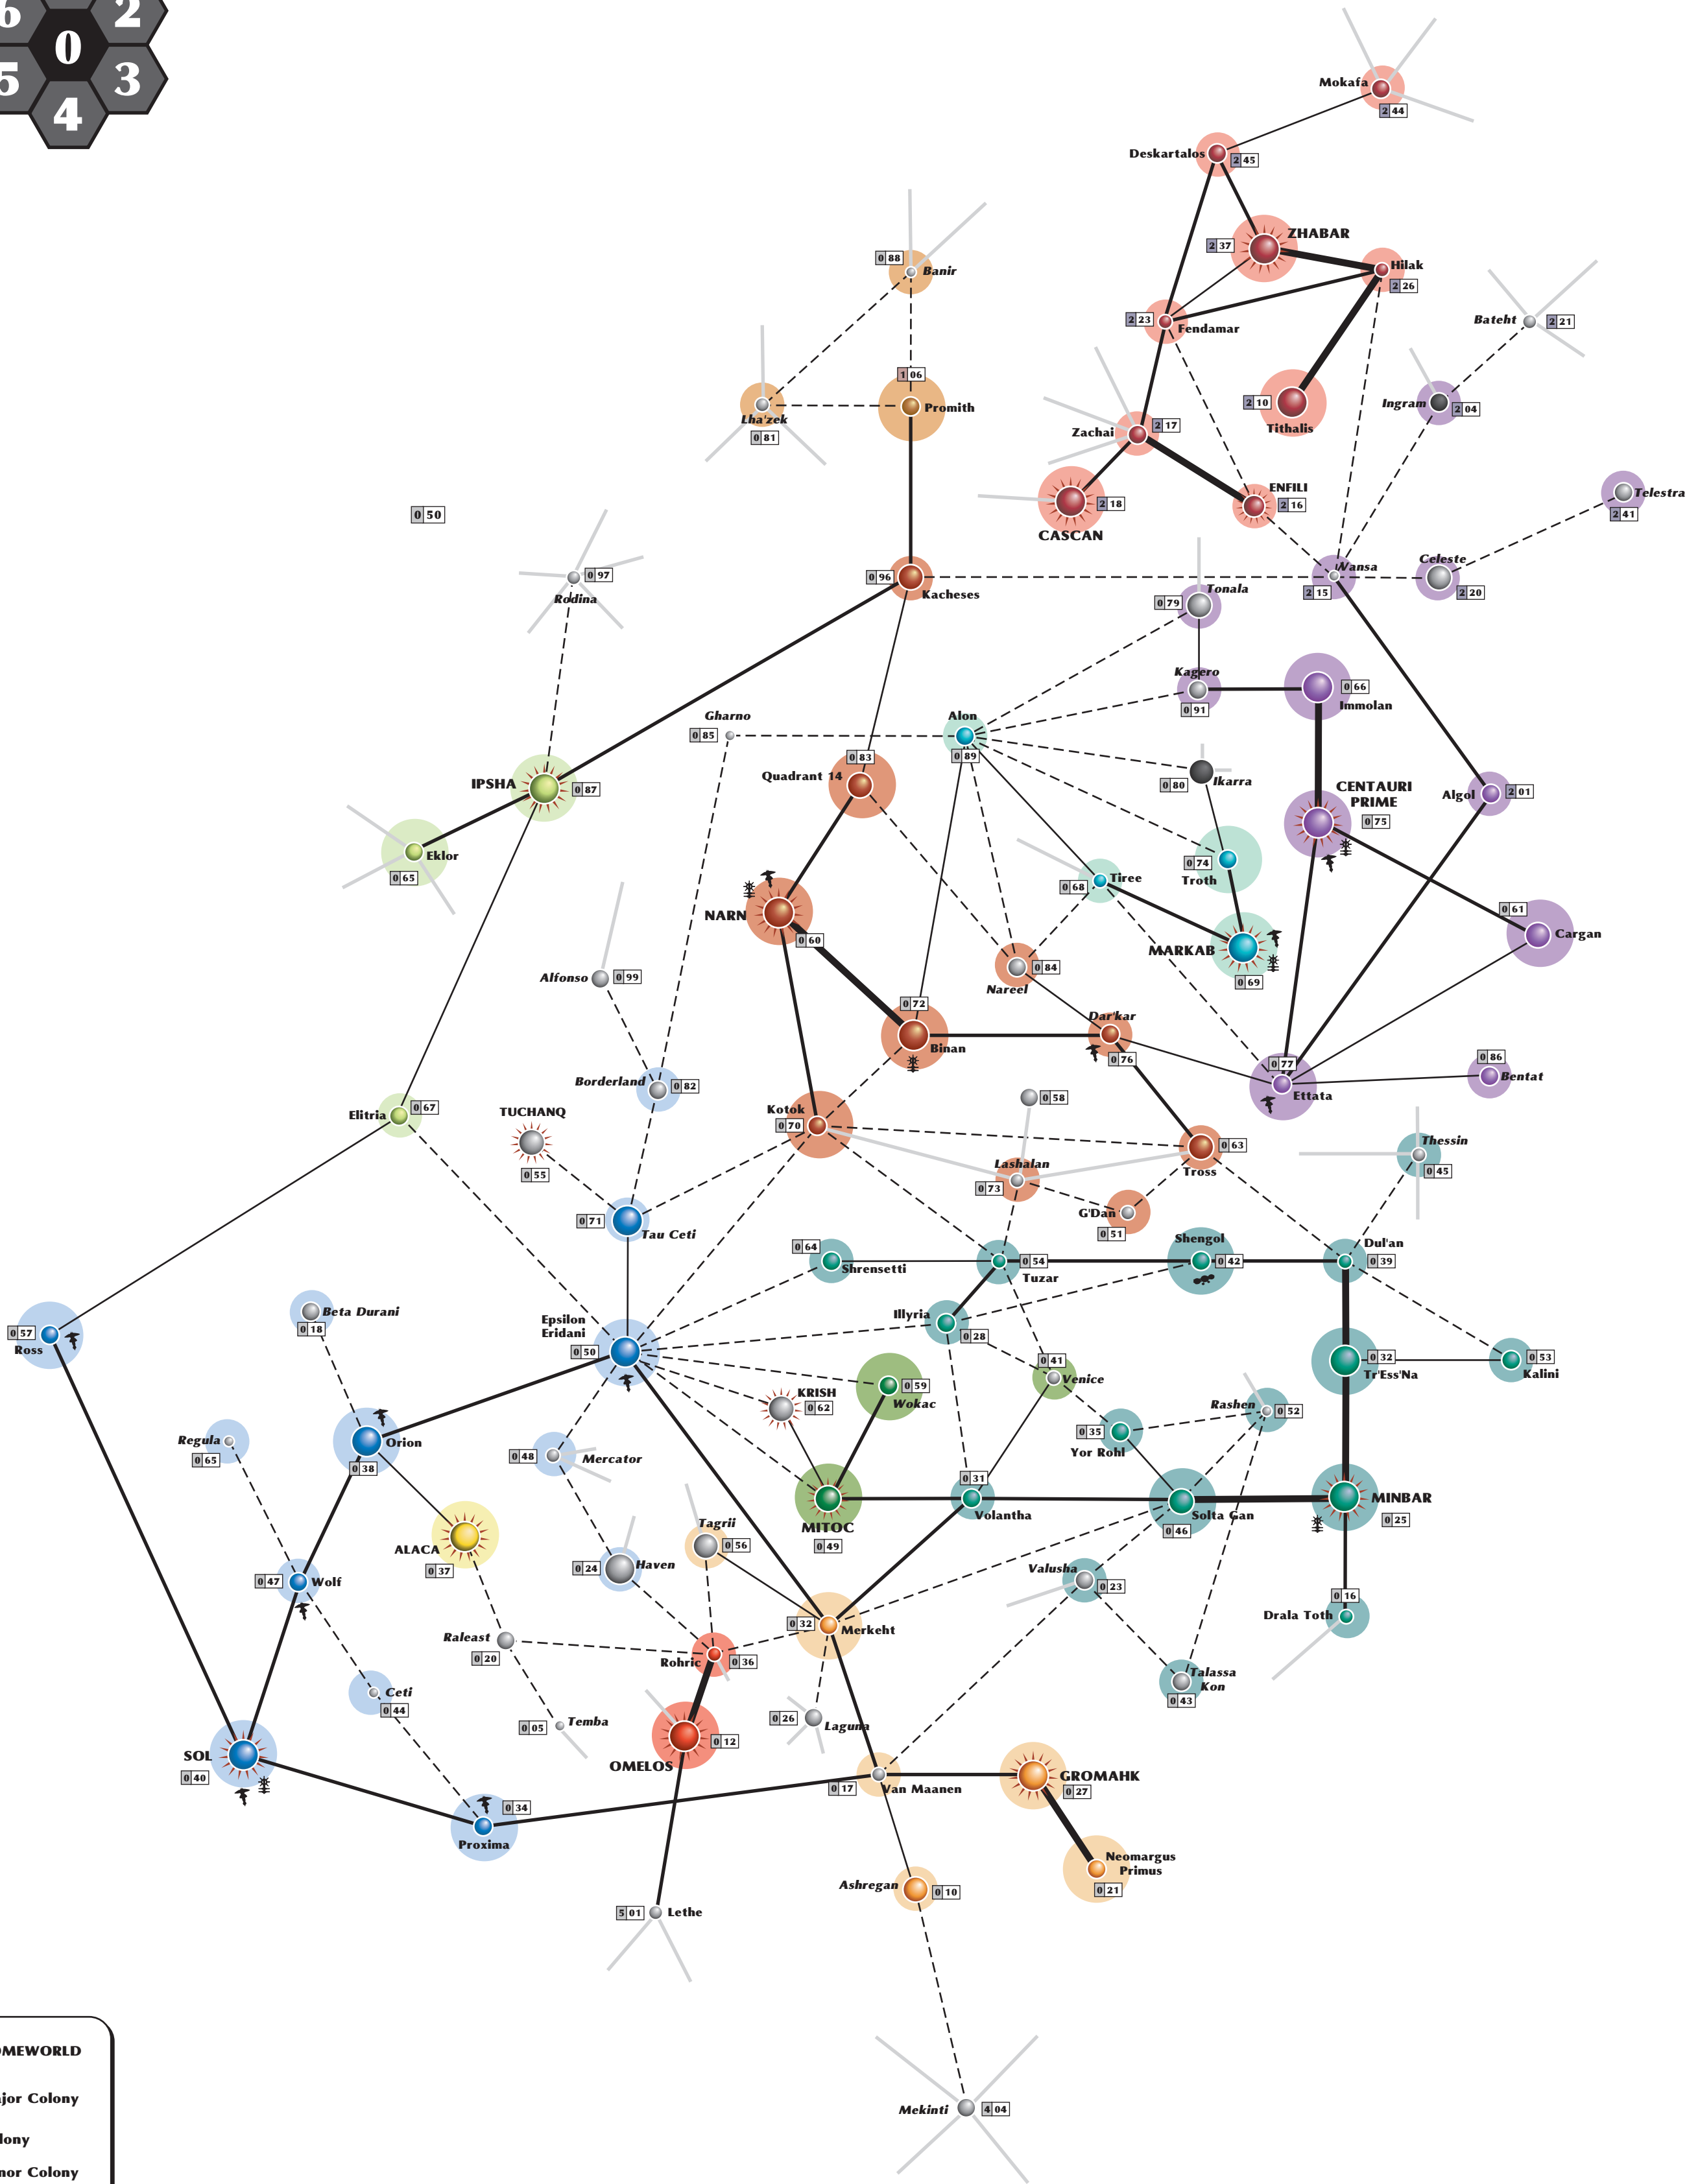 6
2
0
5
3
4
Mokafa
2 44
Deskartalos
2 45
ZHABAR
2 37
Hilak
2 26
0 88
Banir
2 23
Fendamar
Bateht
2 21
1 06
Promith
Lha'zek
0 81
2 10
Tithalis
Ingram
2 04
Zachai
2 17
ENFILI
2 16
2 18
CASCAN
Telestra
2 41
0 50
0 97
Rodina
0 96
Kacheses
Wansa
2 15
Celeste
2 20
Tonala
0 79
Kagero
0 91
0 66
Immolan
Gharno
0 85
Alon
0 89
0 83
Quadrant 14
IPSHA
0 87
Ikarra
0 80
CENTAURI
PRIME
0 75
Algol
2 01
Eklor
0 65
0 74
Troth
Tiree
0 68
NARN
0 60
0 61
Cargan
MARKAB
0 69
Alfonso
0 99
0 84
Nareel
0 72
Binan
Dar'kar
0 76
0 77
Ettata
0 86
Bentat
Borderland
0 82
0 58
Elitria
0 67
TUCHANQ
0 55
Kotok
0 70
0 63
Tross
Thessin
0 45
Lashalan
0 73
G'Dan
0 51
0 71
Tau Ceti
0 64
Shrensetti
0 54
Tuzar
Shengol
0 42
Dul'an
0 39
Beta Durani
0 18
0 57
Ross
Epsilon
Eridani
0 50
Illyria
0 28
0 41
Venice
0 32
Tr'Ess'Na
0 53
Kalini
0 59
Wokac
KRISH
0 62
Rashen
0 52
0 35
Yor Rohl
Regula
0 65
Orion
0 38
0 48
Mercator
0 31
Volantha
Solta Gan
0 46
MINBAR
0 25
MITOC
0 49
Tagrii
0 56
ALACA
0 37
0 24
Haven
0 47
Wolf
Valusha
0 23
0 16
Drala Toth
0 32
Merkeht
Raleast
0 20
Rohric
0 36
Talassa
Kon
0 43
Ceti
0 44
0 05
Temba
0 26
Laguna
SOL
0 40
0 12
OMELOS
0 17
Van Maanen
GROMAHK
0 27
0 34
Proxima
Neomargus
Primus
0 21
Ashregan
0 10
5 01
Lethe
OMEWORLD
ajor Colony
lony
nor Colony
Mekinti
4 04